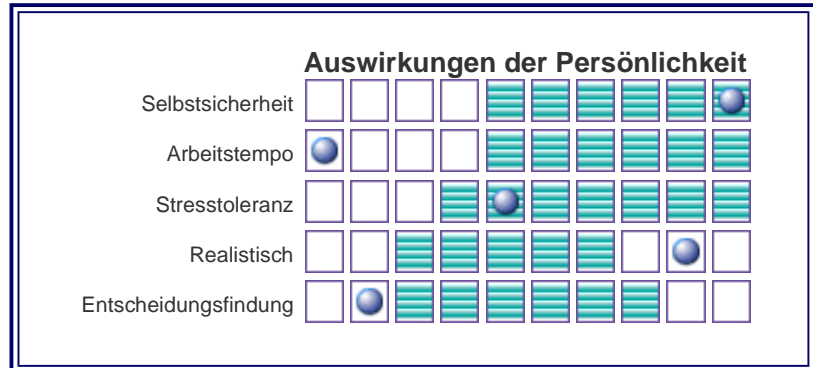 Auswirkungen der Persönlichkeit
Selbstsicherheit
Arbeitstempo
Stresstoleranz
Realistisch
Entscheidungsfindung